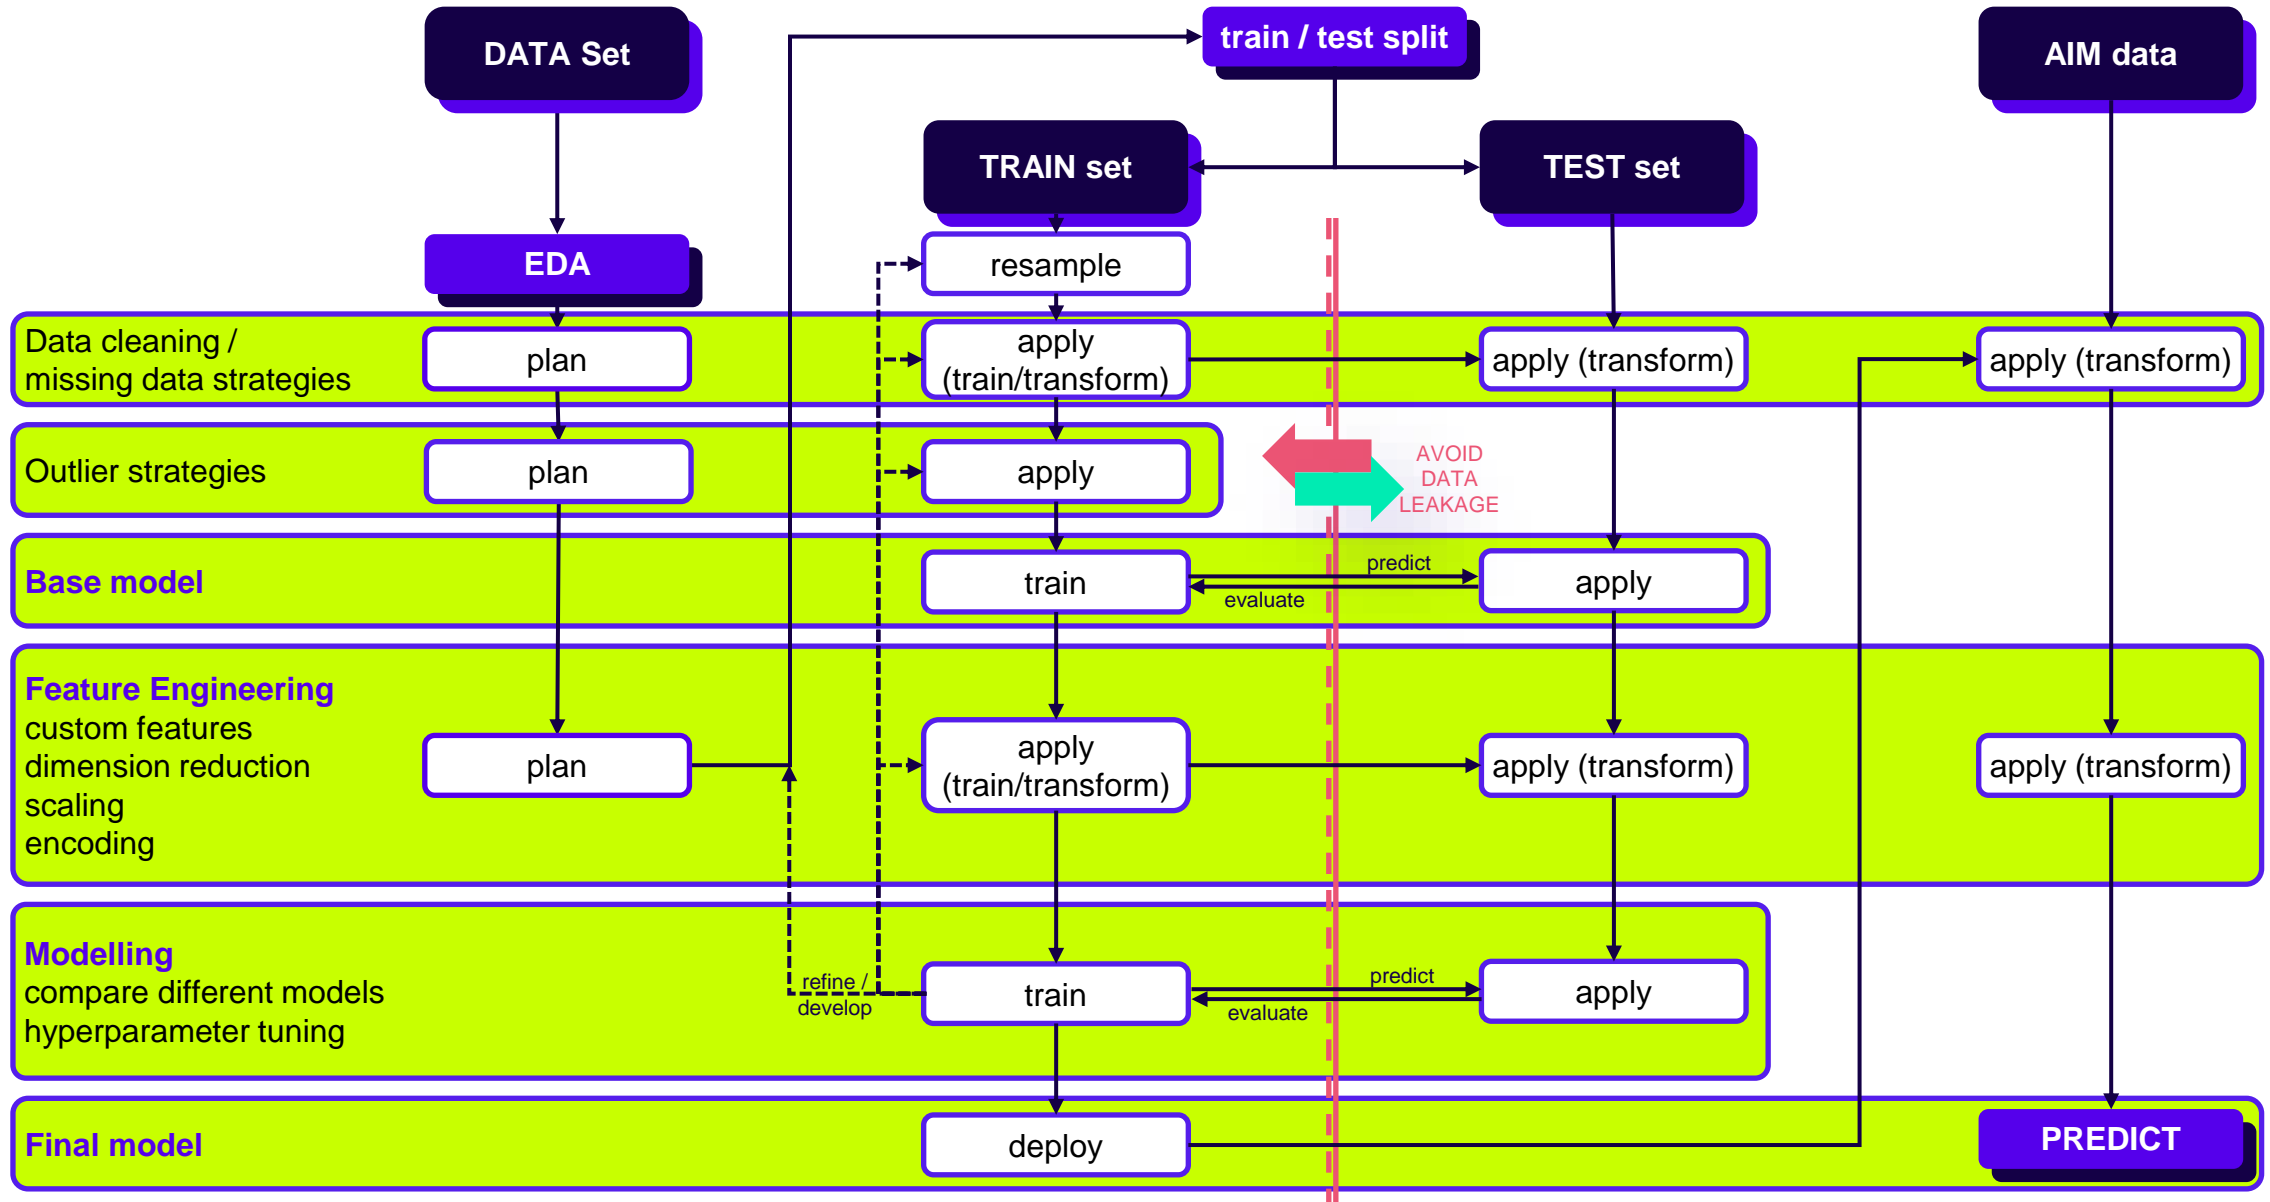 DATA Set
train / test split
AIM data
TRAIN set
TEST set
EDA
resample
Data cleaning /
missing data strategies
plan
apply
(train/transform)
apply (transform)
apply (transform)
Outlier strategies
plan
apply
AVOID
DATA
LEAKAGE
Base model
train
predict
evaluate
apply
Feature Engineering
custom features
dimension reduction
scaling
encoding
plan
apply
(train/transform)
apply (transform)
apply (transform)
Modelling
compare different models
hyperparameter tuning
refine /
develop
train
predict
evaluate
apply
Final model
deploy
PREDICT